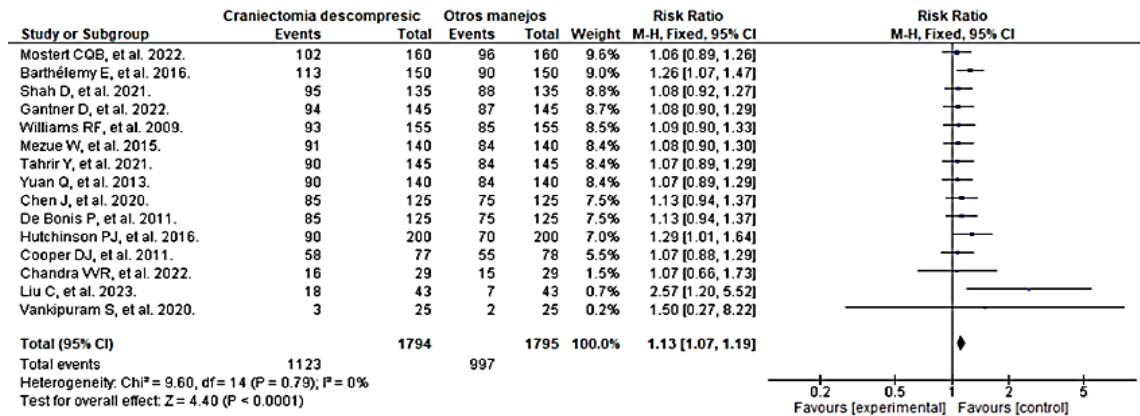 Craniectomia descompresic Otros manejos Risk Ratio Risk Ratio
Study or Subgroup Events Total Events Total Weight M-H, Fixed, 95% CI M-H, Fixed, 95% CI
Mostert CQB, et al. 2022. 102 160 96 160 9.6% 1.06 [0.89, 1.26]
Barthélemy E, et al. 2016. 113 150 90 150 9.0% 1.26 [1.07, 1.47]
Shah D, et al. 2021. 95 135 88 135 8.8% 1.08 [0.92, 1.27]
Gantner D, et al. 2022. 94 145 87 145 8.7% 1.08 [0.90, 1.29]
Williams RF, et al. 2009. 93 155 85 155 8.5% 1.09 [0.90, 1.33]
Mezue W, et al. 2015. 91 140 84 140 8.4% 1.08 [0.90, 1.30]
Tahrir Y, et al. 2021. 90 145 84 145 8.4% 1.07 [0.89, 1.29]
Yuan Q, et al. 2013. 90 140 84 140 8.4% 1.07 [0.89, 1.29]
Chen J, et al. 2020. 85 125 75 125 7.5% 1.13 [0.94, 1.37]
De Bonis P, et al. 2011. 85 125 75 125 7.5% 1.13 [0.94, 1.37]
Hutchinson PJ, et al. 2016. 90 200 70 200 7.0% 1.29 [1.01, 1.64]
Cooper DJ, et al. 2011. 58 77 55 78 5.5% 1.07 [0.88, 1.29]
Chandra VVR, et al. 2022. 16 29 15 29 1.5% 1.07 [0.66, 1.73]
Liu C, et al. 2023. 18 43 7 43 0.7% 2.57 [1.20, 5.52]
Vankipuram S, et al. 2020. 3 25 2 25 0.2% 1.50 [0.27, 8.22]
Total (95% CI) 1794 1795 100.0% 1.13 [1.07, 1.19]
Total events 1123 997
Heterogeneity: Chi² = 9.60, df = 14 (P = 0.79); I² = 0%
Test for overall effect: Z = 4.40 (P < 0.0001)
0.2 0.5 1 2 5
Favours [experimental] Favours [control]